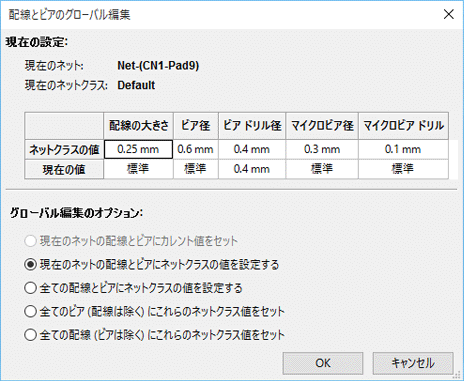 配線とビアのグローバル編集
現在の設定:
現在のネット: Net-(CN1-Pad9)
現在のネットクラス: Default
配線の大きさ ビア径 ビア ドリル径 マイクロビア径 マイクロビア ドリル
ネットクラスの値 0.25 mm 0.6 mm 0.4 mm 0.3 mm 0.1 mm
現在の値 標準 標準 0.4 mm 標準 標準
グローバル編集のオプション:
現在のネットの配線とビアにカレント値をセット
現在のネットの配線とビアにネットクラスの値を設定する
全ての配線とビアにネットクラスの値を設定する
全てのビア (配線は除く) にこれらのネットクラス値をセット
全ての配線 (ビアは除く) にこれらのネットクラス値をセット
OK キャンセル